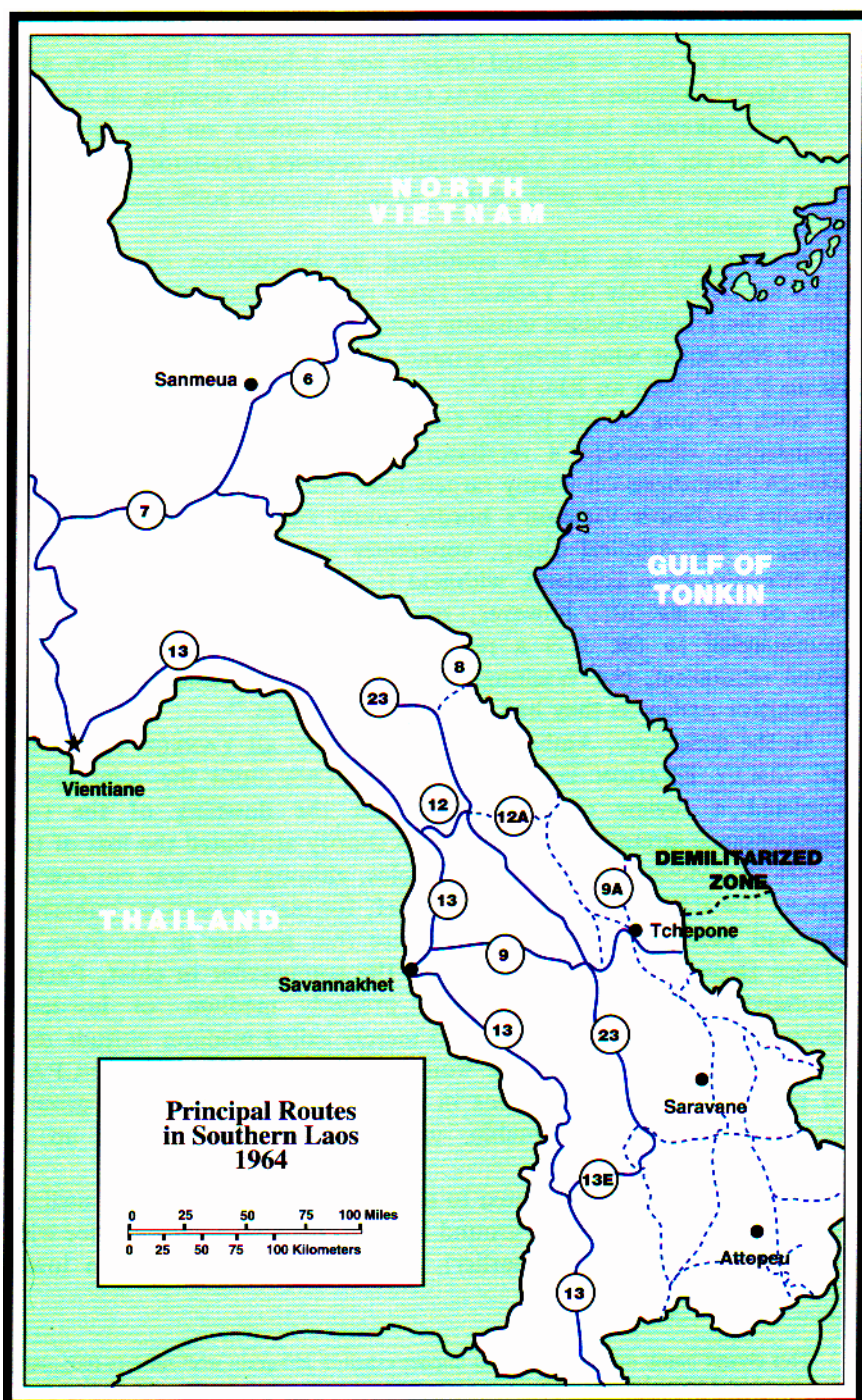 NORTH
VIETNAM
Sanmeua
6
7
GULF OF
TONKIN
13
8
23
Vientiane
12
12A
DEMILITARIZED
ZONE
9A
13
THAILAND
Tchepone
9
Savannakhet
13
23
Principal Routes
in Southern Laos
1964
0 25 50 75 100 Miles
0 25 50 75 100 Kilometers
Saravane
13E
Attopeu
13